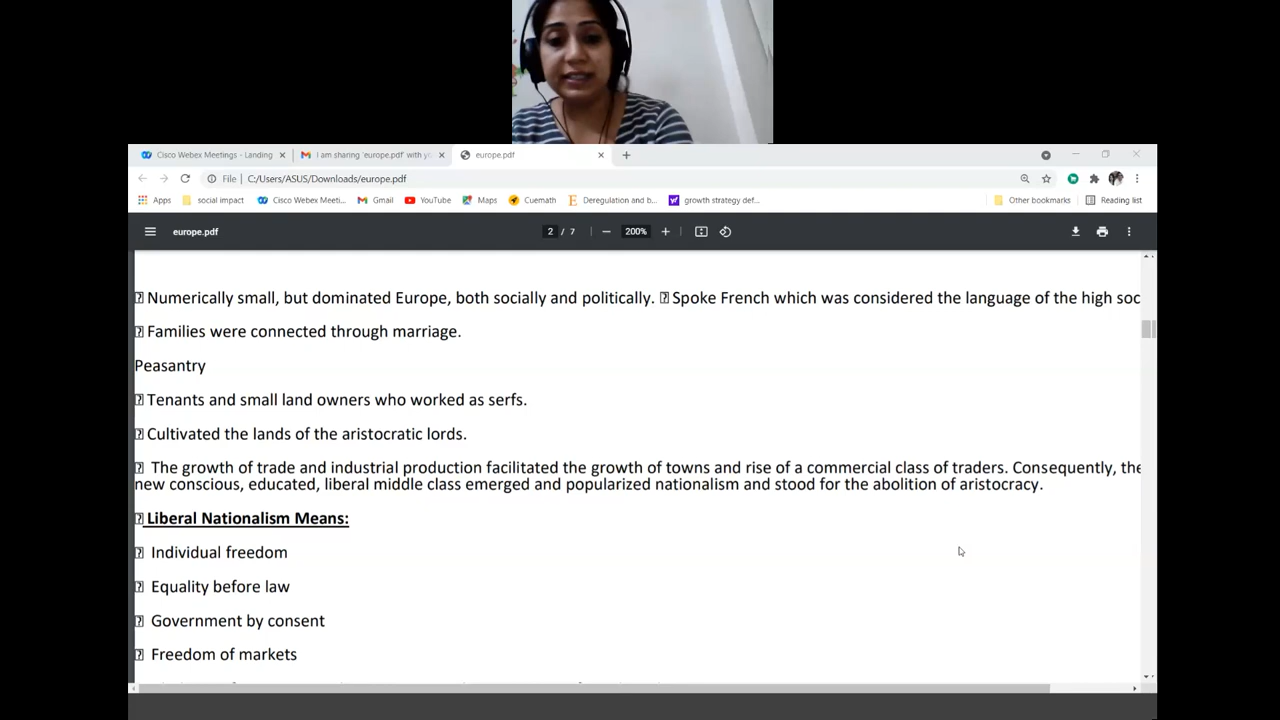 Cisco Webex Meetings - Landing
I am sharing 'europe.pdf' with y
europe.pdf
File | C:/Users/ASUS/Downloads/europe.pdf
Apps social impact Cisco Webex Meeti... Gmail YouTube Maps Cuemath Deregulation and b... growth strategy def... Other bookmarks Reading list
europe.pdf 2 / 7 200%
Numerically small, but dominated Europe, both socially and politically. Spoke French which was considered the language of the high soc
Families were connected through marriage.
Peasantry
Tenants and small land owners who worked as serfs.
Cultivated the lands of the aristocratic lords.
The growth of trade and industrial production facilitated the growth of towns and rise of a commercial class of traders. Consequently, the
new conscious, educated, liberal middle class emerged and popularized nationalism and stood for the abolition of aristocracy.
Liberal Nationalism Means:
Individual freedom
Equality before law
Government by consent
Freedom of markets